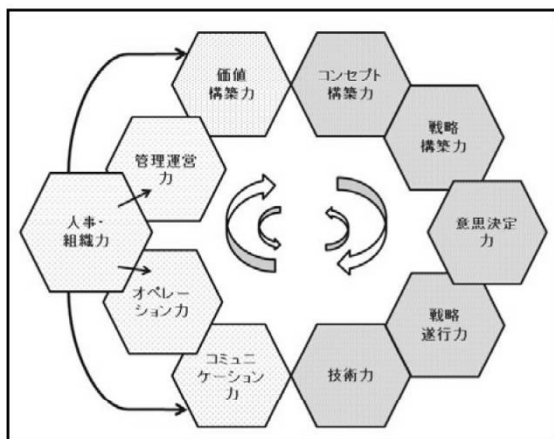 価値
構築力
コンセプト
構築力
戦略
構築力
管理運営
力
人事・
組織力
意思決定
力
オペレー
ション力
戦略
遂行力
コミュニ
ケーション
力
技術力